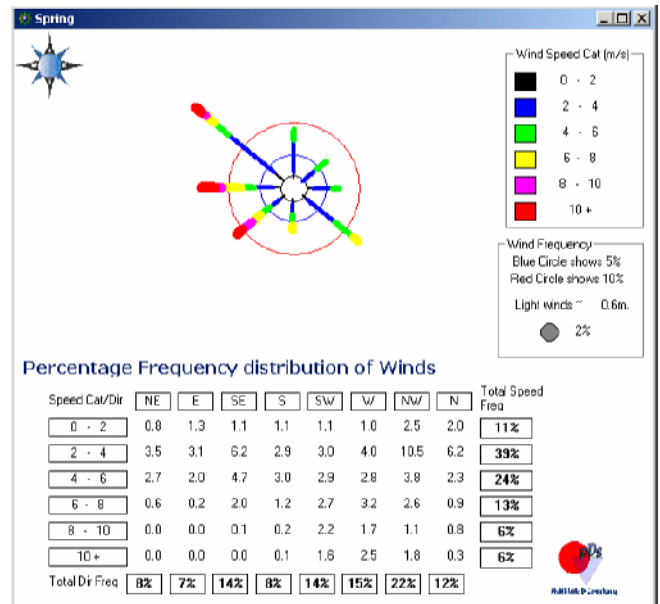 Spring
Wind Speed Cat (m/s)
0 - 2
2 - 4
4 - 6
6 - 8
8 - 10
10 +
Wind Frequency
Blue Circle shows 5%
Red Circle shows 10%
Light winds ~ 0.6m.
2%
Percentage Frequency distribution of Winds
Speed Cat/Dir NE E SE S SW W NW N Total Speed Freq
0 - 2 0.8 1.3 1.1 1.1 1.1 1.0 2.5 2.0 11%
2 - 4 3.5 3.1 6.2 2.9 3.0 4.0 10.5 6.2 39%
4 - 6 2.7 2.0 4.7 3.0 2.9 2.8 3.8 2.3 24%
6 - 8 0.6 0.2 2.0 1.2 2.7 3.2 2.6 0.9 13%
8 - 10 0.0 0.0 0.1 0.2 2.2 1.7 1.1 0.8 6%
10 + 0.0 0.0 0.0 0.1 1.6 2.5 1.8 0.3 6%
Total Dir Freq 8% 7% 14% 8% 14% 15% 22% 12%
pDs